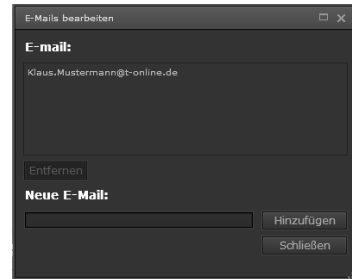 E-Mails bearbeiten
E-mail:
Klaus.Mustermann@t-online.de
Entfernen
Neue E-Mail:
Hinzufügen
Schließen